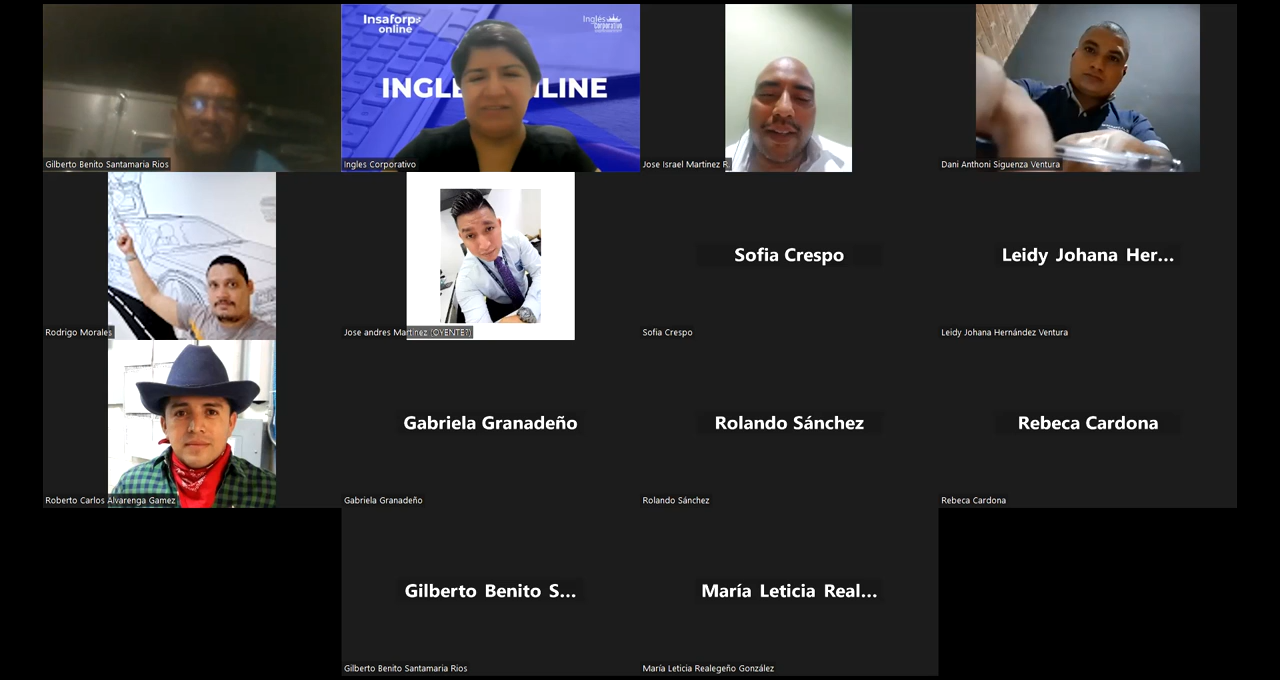 Insaforp
online
Inglés
Corporativo
INGLE
LINE
Gilberto Benito Santamaria Rios
Ingles Corporativo
Jose Israel Martinez R.
Dani Anthoni Siguenza Ventura
Sofia Crespo
Leidy Johana Her...
Rodrigo Morales
Jose andres Martinez (OYENTE?)
Sofia Crespo
Leidy Johana Hernández Ventura
Gabriela Granadeño
Rolando Sánchez
Rebeca Cardona
Roberto Carlos Alvarenga Gamez
Gabriela Granadeño
Rolando Sánchez
Rebeca Cardona
Gilberto Benito S...
María Leticia Real...
Gilberto Benito Santamaria Rios
María Leticia Realegeño González